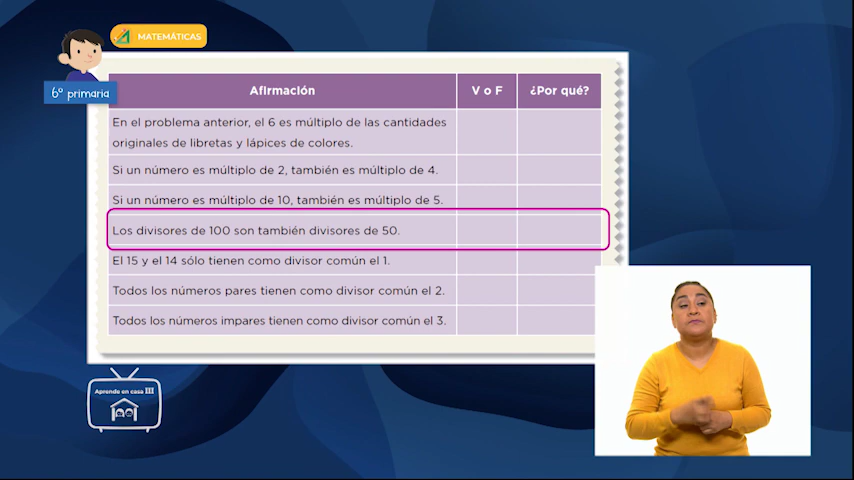 MATEMÁTICAS
6º primaria
Afirmación
V o F
¿Por qué?
En el problema anterior, el 6 es múltiplo de las cantidades
originales de libretas y lápices de colores.
Si un número es múltiplo de 2, también es múltiplo de 4.
Si un número es múltiplo de 10, también es múltiplo de 5.
Los divisores de 100 son también divisores de 50.
El 15 y el 14 sólo tienen como divisor común el 1.
Todos los números pares tienen como divisor común el 2.
Todos los números impares tienen como divisor común el 3.
Aprende en casa III